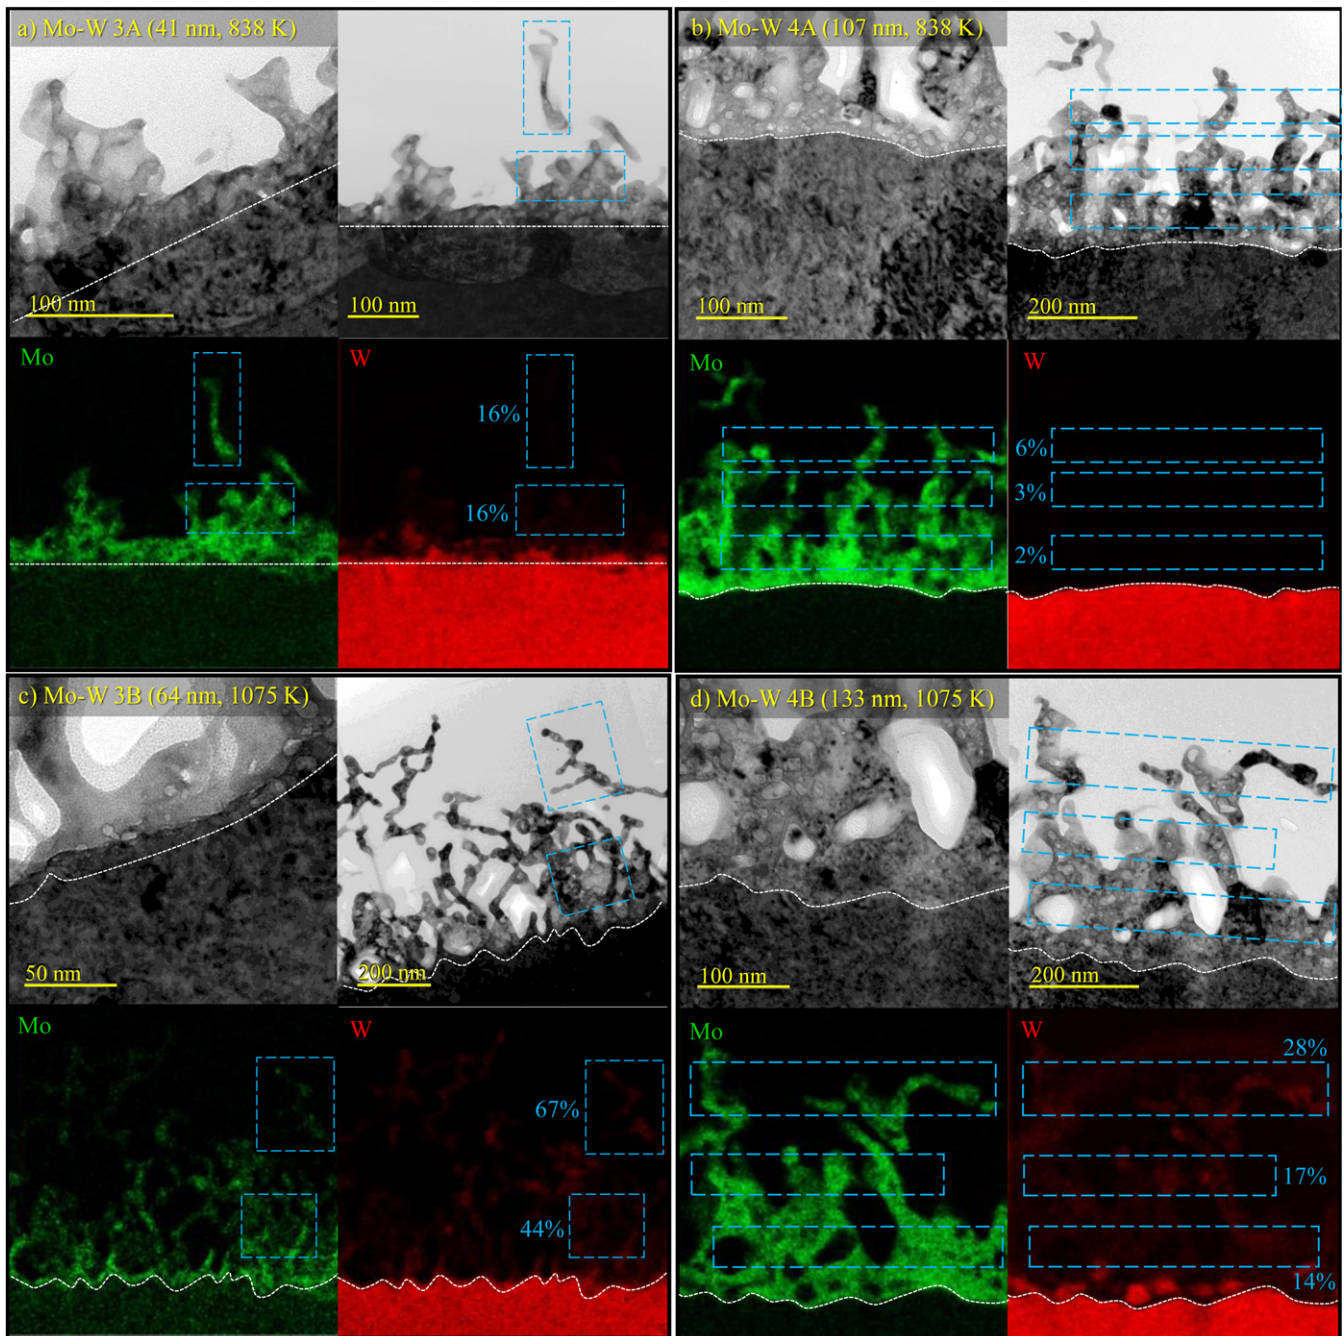 a) Mo-W 3A (41 nm, 838 K)
100 nm
100 nm
Mo
W
16%
16%
b) Mo-W 4A (107 nm, 838 K)
100 nm
200 nm
Mo
W
6%
3%
2%
c) Mo-W 3B (64 nm, 1075 K)
50 nm
200 nm
Mo
W
67%
44%
d) Mo-W 4B (133 nm, 1075 K)
100 nm
200 nm
Mo
W
28%
17%
14%